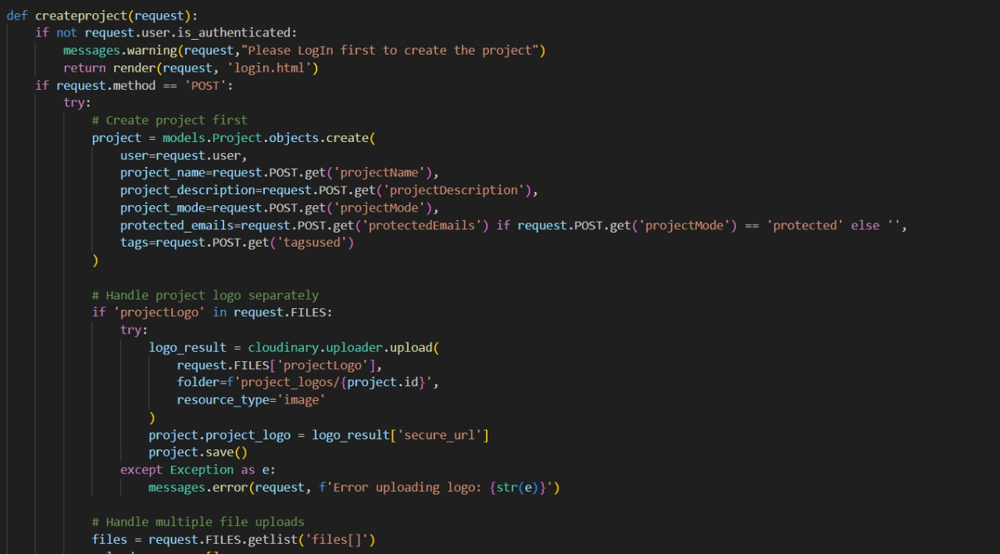 def createproject(request):
    if not request.user.is_authenticated:
        messages.warning(request,"Please LogIn first to create the project")
        return render(request, 'login.html')
    if request.method == 'POST':
        try:
            # Create project first
            project = models.Project.objects.create(
                user=request.user,
                project_name=request.POST.get('projectName'),
                project_description=request.POST.get('projectDescription'),
                project_mode=request.POST.get('projectMode'),
                protected_emails=request.POST.get('protectedEmails') if request.POST.get('projectMode') == 'protected' else '',
                tags=request.POST.get('tagsused')
            )
            # Handle project logo separately
            if 'projectLogo' in request.FILES:
                try:
                    logo_result = cloudinary.uploader.upload(
                        request.FILES['projectLogo'],
                        folder=f'project_logos/{project.id}',
                        resource_type='image'
                    )
                    project.project_logo = logo_result['secure_url']
                    project.save()
                except Exception as e:
                    messages.error(request, f'Error uploading logo: {str(e)}')
            # Handle multiple file uploads
            files = request.FILES.getlist('files[]')